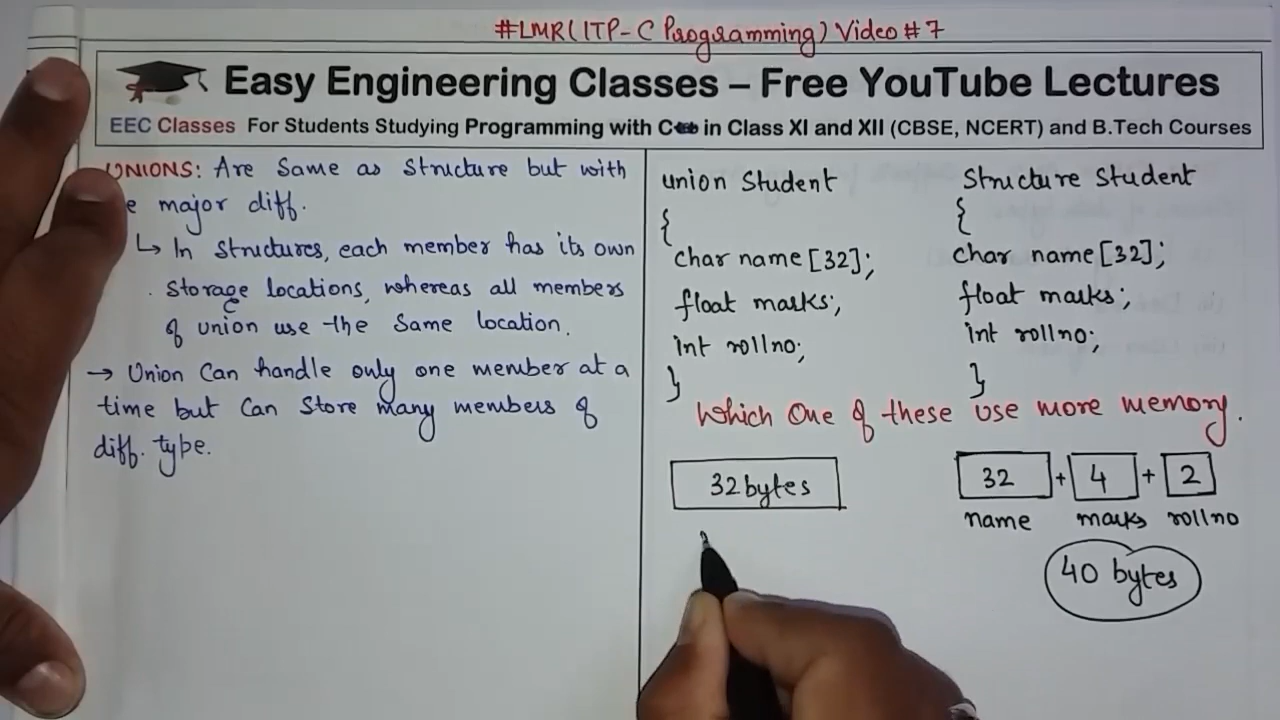 #LMR(ITP-C Programming) Video #7
Easy Engineering Classes – Free YouTube Lectures
EEC Classes For Students Studying Programming with in Class XI and XII (CBSE, NCERT) and B.Tech Courses
UNIONS: Are Same as Structure but with
major diff.
↳ In Structures, each member has its own
Storage locations, whereas all members
of union use the Same location.
→ Union Can handle only one member at a
time but Can Store many members of
diff. type.
union Student
{
char name [32];
float marks;
int rollno;
}
Structure Student
{
char name [32];
float marks;
int rollno;
}
Which One of these use more memory.
32bytes
32 + 4 + 2
name marks rollno
40 bytes